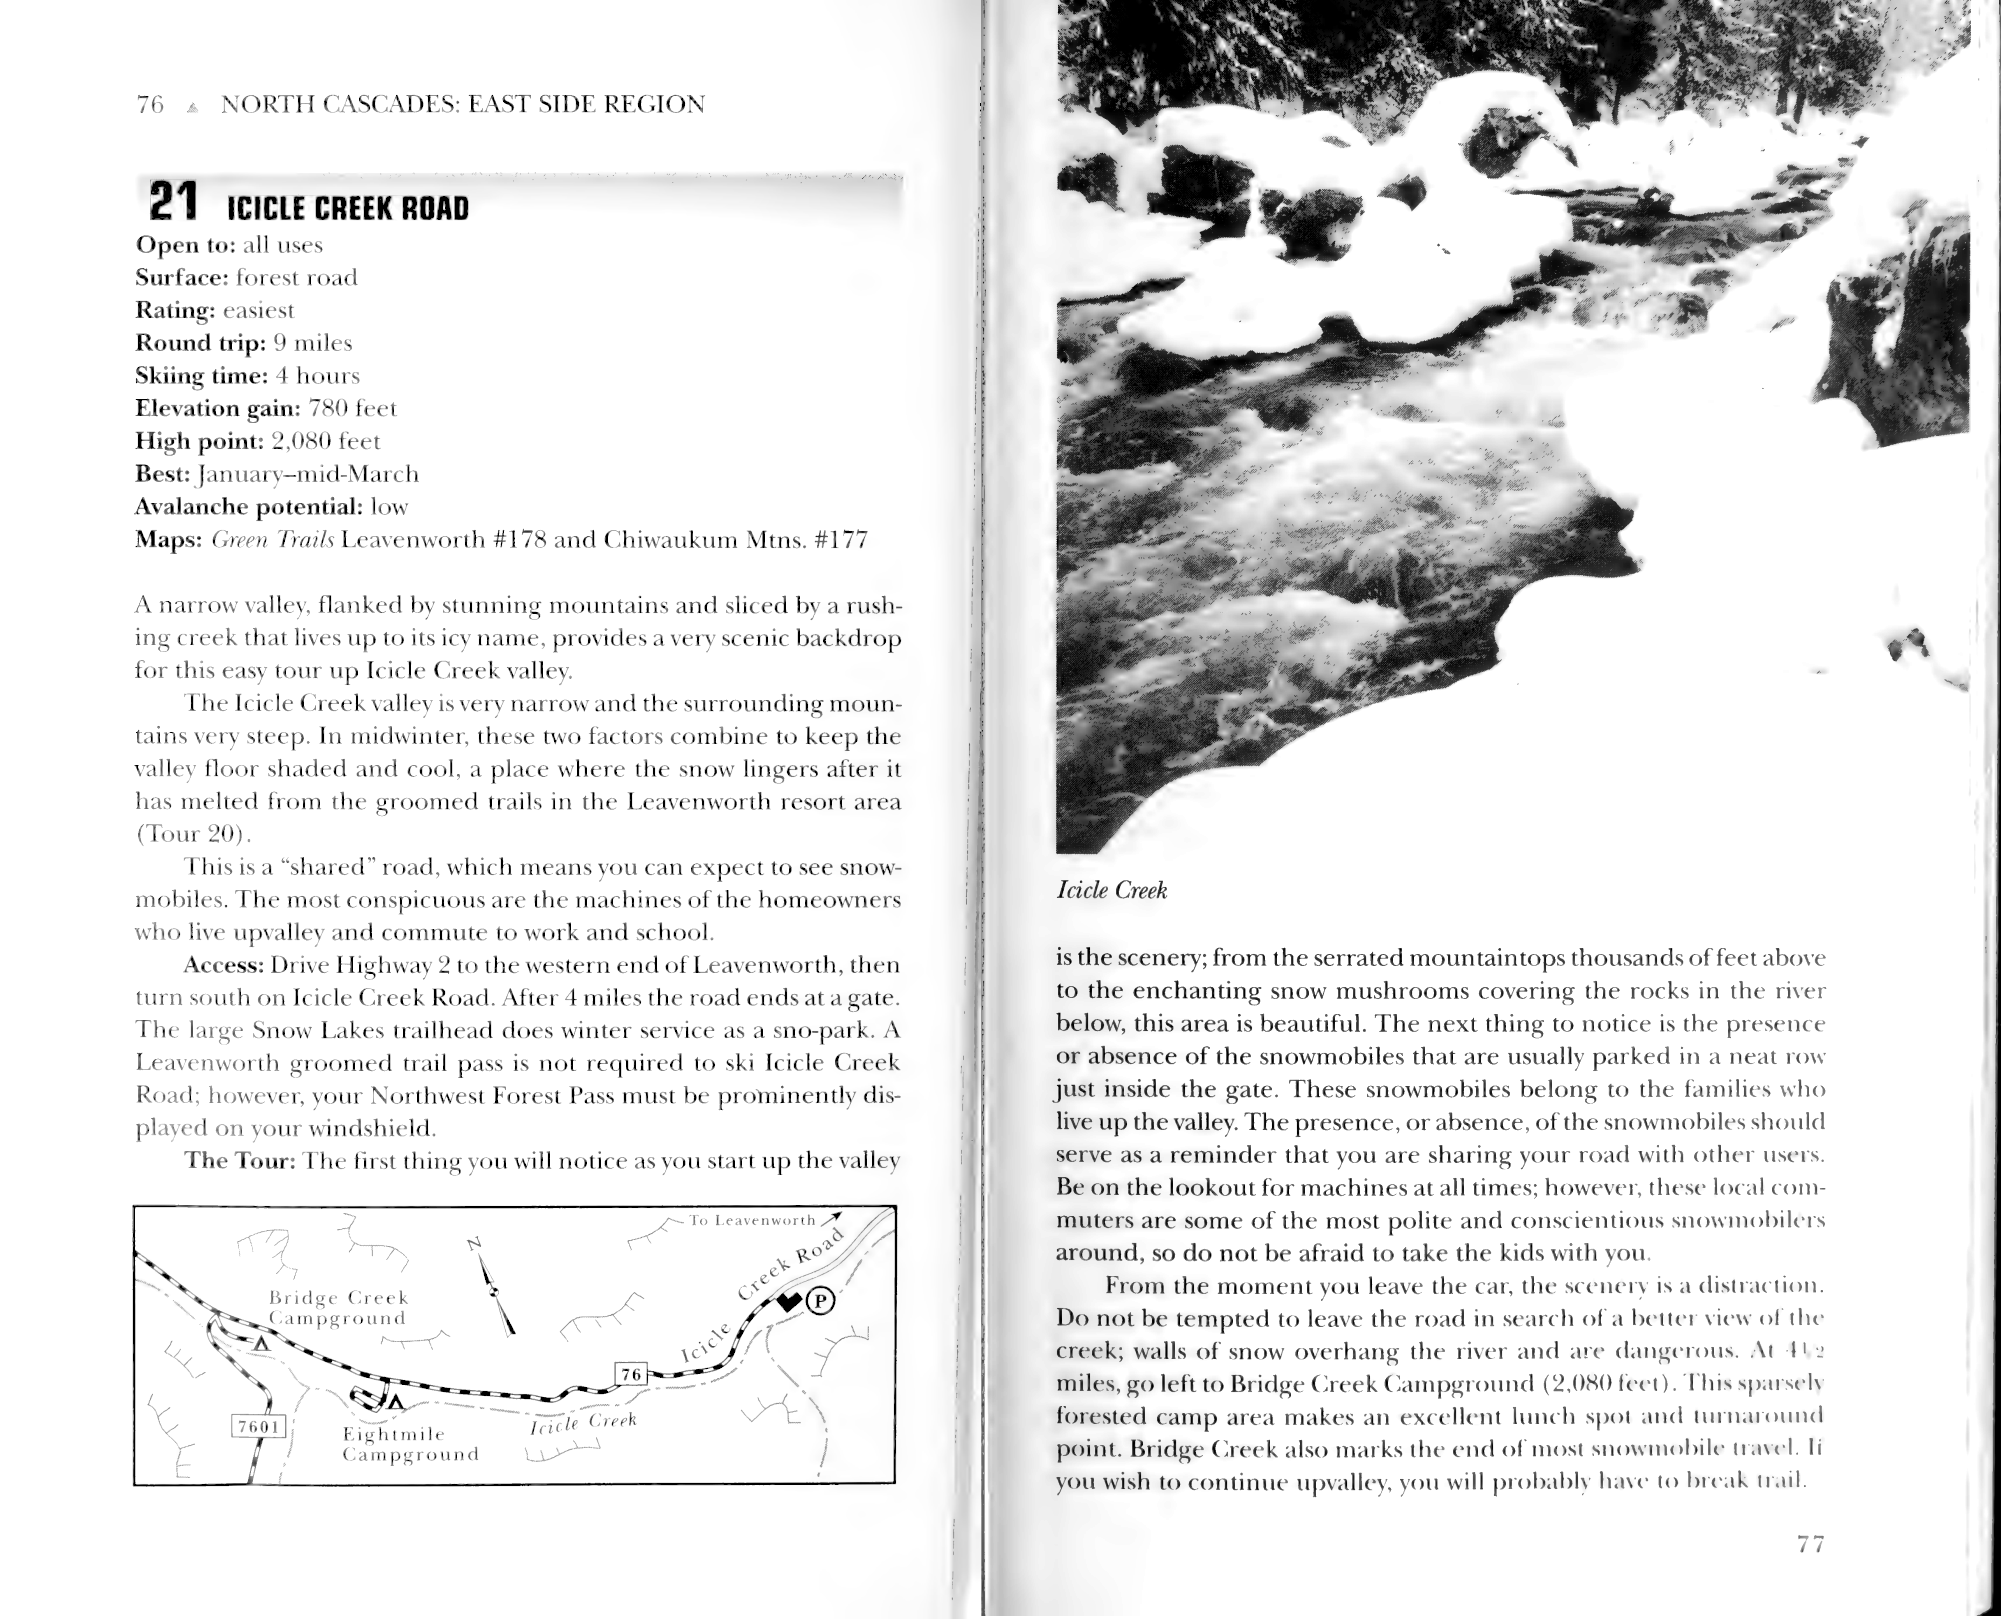 76 NORTH CASCADES: EAST SIDE REGION
21 ICICLE CREEK ROAD
Open to: all uses
Surface: forest road
Rating: easiest
Round trip: 9 miles
Skiing time: 4 hours
Elevation gain: 780 feet
High point: 2,080 feet
Best: January–mid-March
Avalanche potential: low
Maps: Green Trails Leavenworth #178 and Chiwaukum Mtns. #177
A narrow valley, flanked by stunning mountains and sliced by a rush-
ing creek that lives up to its icy name, provides a very scenic backdrop
for this easy tour up Icicle Creek valley.
The Icicle Creek valley is very narrow and the surrounding moun-
tains very steep. In midwinter, these two factors combine to keep the
valley floor shaded and cool, a place where the snow lingers after it
has melted from the groomed trails in the Leavenworth resort area
(Tour 20).
This is a “shared” road, which means you can expect to see snow-
mobiles. The most conspicuous are the machines of the homeowners
who live upvalley and commute to work and school.
Access: Drive Highway 2 to the western end of Leavenworth, then
turn south on Icicle Creek Road. After 4 miles the road ends at a gate.
The large Snow Lakes trailhead does winter service as a sno-park. A
Leavenworth groomed trail pass is not required to ski Icicle Creek
Road; however, your Northwest Forest Pass must be prominently dis-
played on your windshield.
The Tour: The first thing you will notice as you start up the valley
To Leavenworth
N
Icicle Creek Road
P
Bridge Creek
Campground
76
7601
Icicle Creek
Eightmile
Campground
Icicle Creek
is the scenery; from the serrated mountaintops thousands of feet above
to the enchanting snow mushrooms covering the rocks in the river
below, this area is beautiful. The next thing to notice is the presence
or absence of the snowmobiles that are usually parked in a neat row
just inside the gate. These snowmobiles belong to the families who
live up the valley. The presence, or absence, of the snowmobiles should
serve as a reminder that you are sharing your road with other users.
Be on the lookout for machines at all times; however, these local com-
muters are some of the most polite and conscientious snowmobilers
around, so do not be afraid to take the kids with you.
From the moment you leave the car, the scenery is a distraction.
Do not be tempted to leave the road in search of a better view of the
creek; walls of snow overhang the river and are dangerous. At 4½
miles, go left to Bridge Creek Campground (2,080 feet). This sparsely
forested camp area makes an excellent lunch spot and turnaround
point. Bridge Creek also marks the end of most snowmobile travel. If
you wish to continue upvalley, you will probably have to break trail.
77